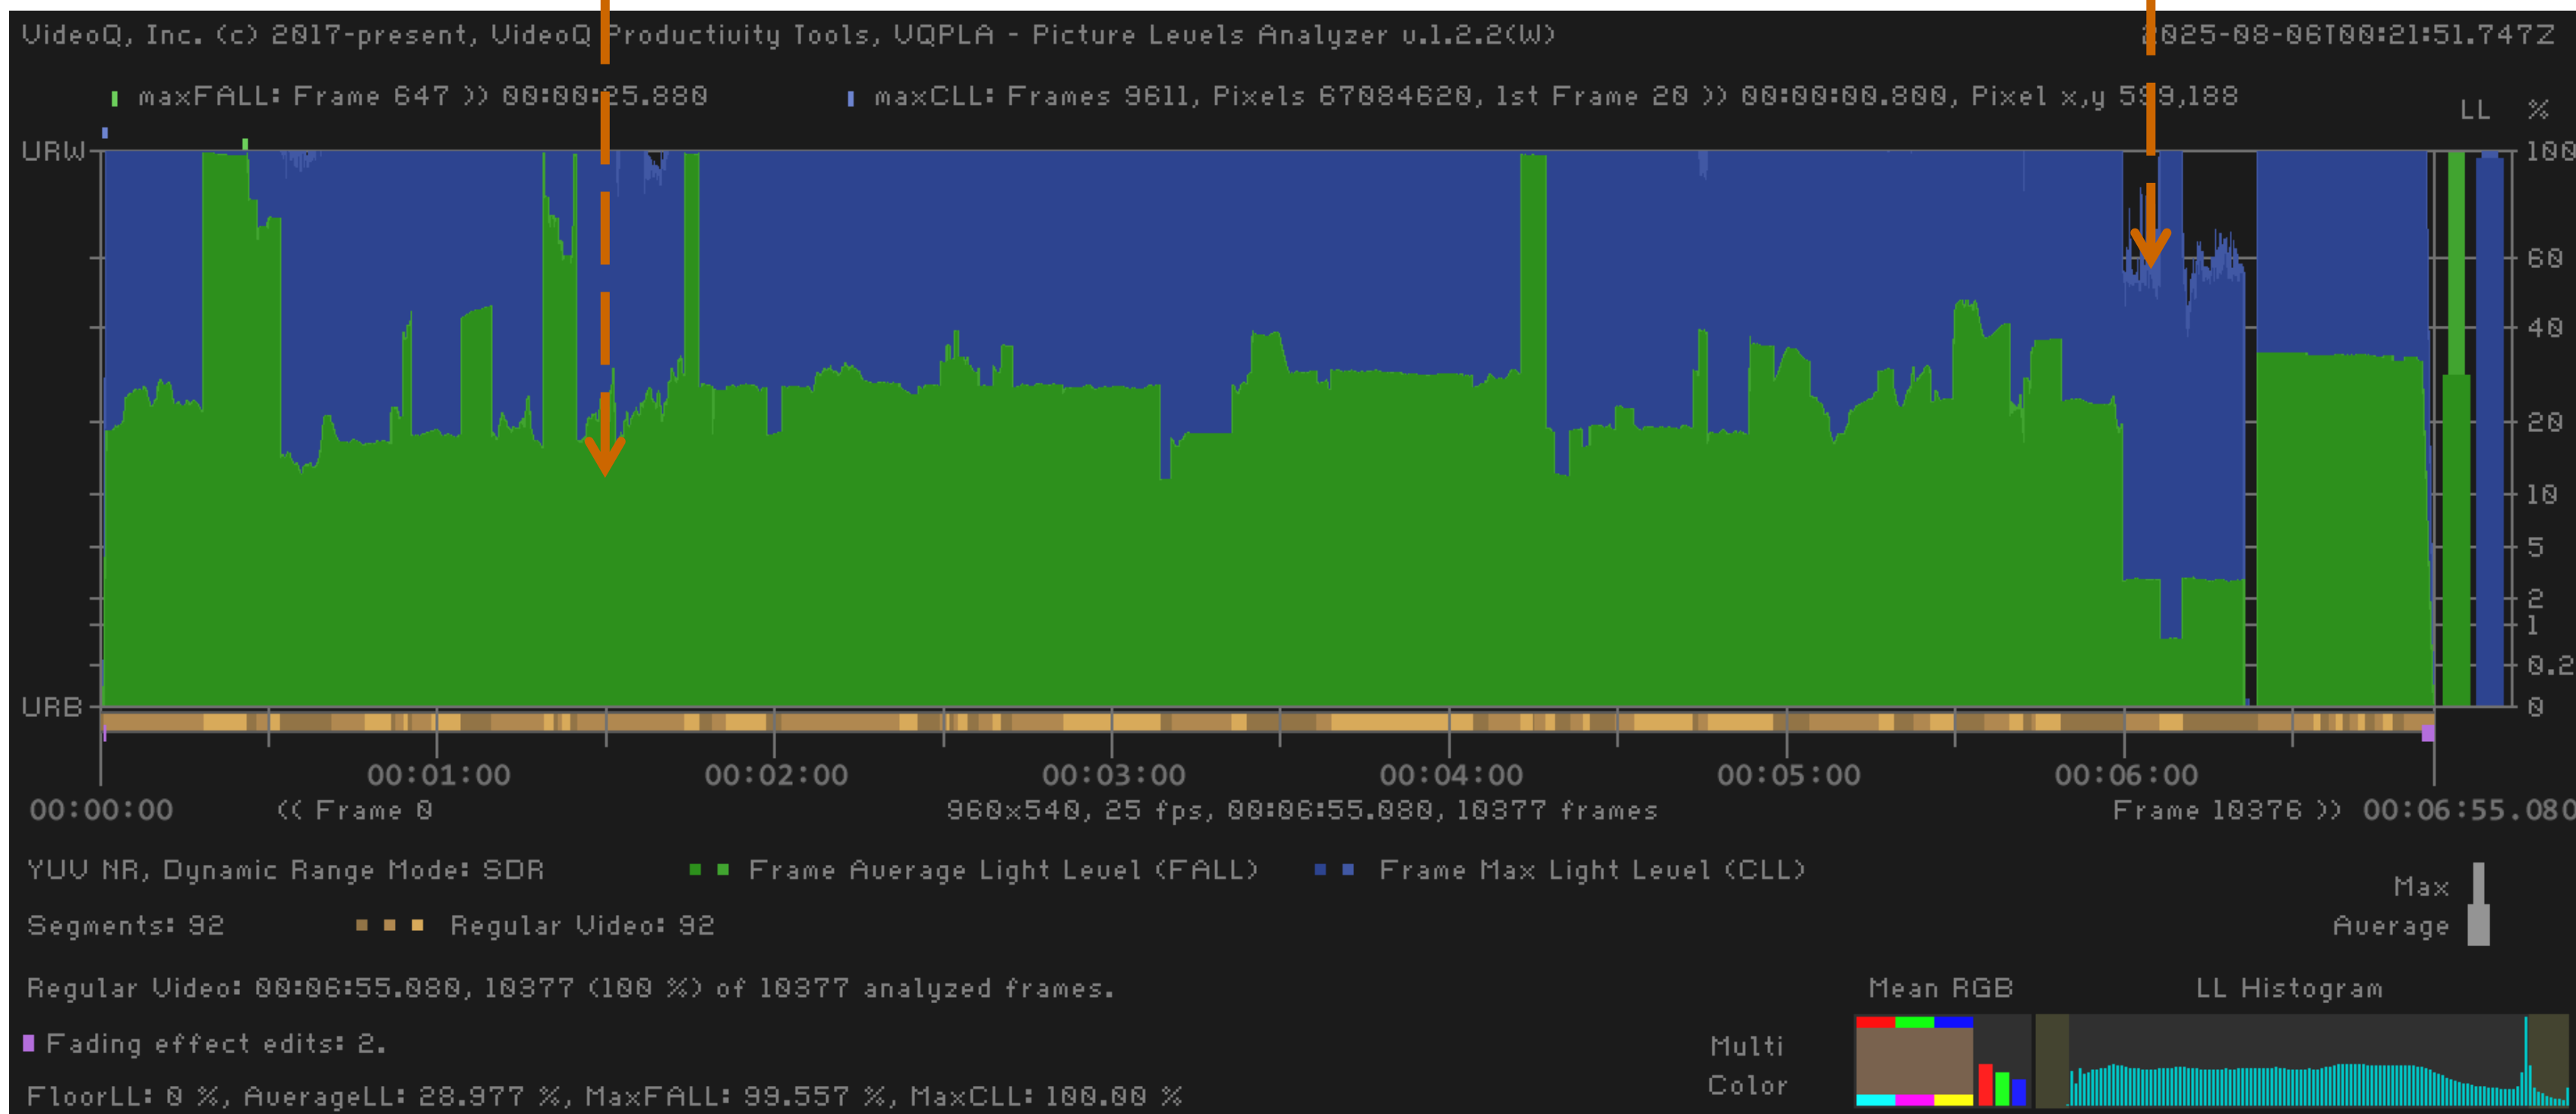 VideoQ, Inc. (c) 2017-present, VideoQ Productivity Tools, VQPLA - Picture Levels Analyzer v.1.2.2(W) 2025-08-06T00:21:51.747Z
maxFALL: Frame 647 >> 00:00:25.880 maxCLL: Frames 9611, Pixels 67084620, 1st Frame 20 >> 00:00:00.800, Pixel x,y 599,188
LL %
URW 100
60
40
20
10
5
2
1
0.2
URB 0
00:01:00 00:02:00 00:03:00 00:04:00 00:05:00 00:06:00
00:00:00 << Frame 0 960x540, 25 fps, 00:06:55.080, 10377 frames Frame 10376 >> 00:06:55.080
YUV NR, Dynamic Range Mode: SDR Frame Average Light Level (FALL) Frame Max Light Level (CLL)
Max
Segments: 92 Regular Video: 92 Average
Regular Video: 00:06:55.080, 10377 (100 %) of 10377 analyzed frames. Mean RGB LL Histogram
Fading effect edits: 2. Multi
Color
FloorLL: 0 %, AverageLL: 28.977 %, MaxFALL: 99.557 %, MaxCLL: 100.00 %